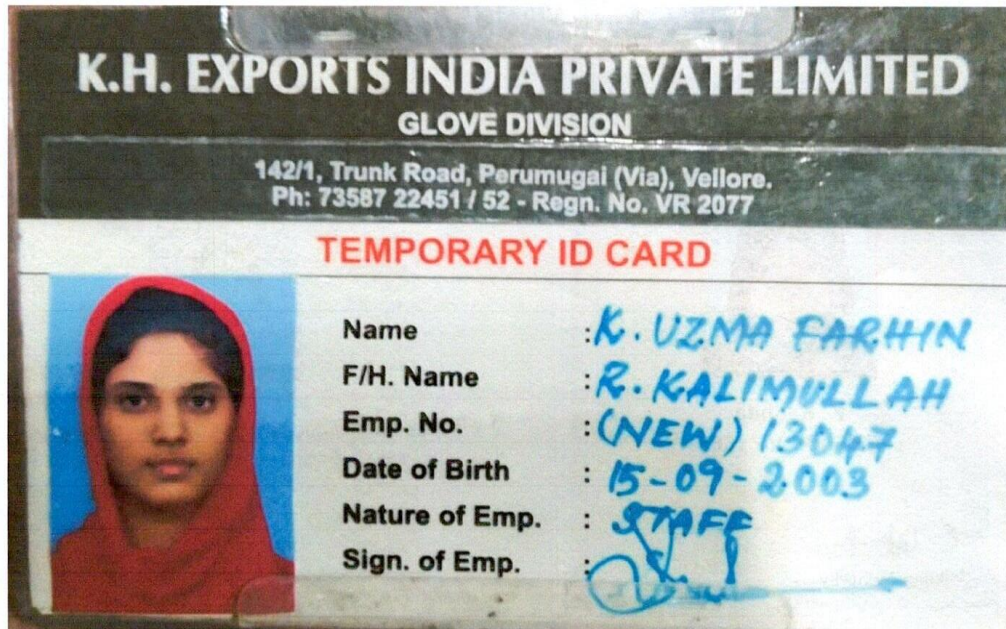 K.H. EXPORTS INDIA PRIVATE LIMITED
GLOVE DIVISION
142/1, Trunk Road, Perumugai (Via), Vellore.
Ph: 73587 22451 / 52 - Regn. No. VR 2077
TEMPORARY ID CARD
Name : K. UZMA FARHIN
F/H. Name : R. KALIMULLAH
Emp. No. : (NEW) 13047
Date of Birth : 15-09-2003
Nature of Emp. : STAFF
Sign. of Emp. :